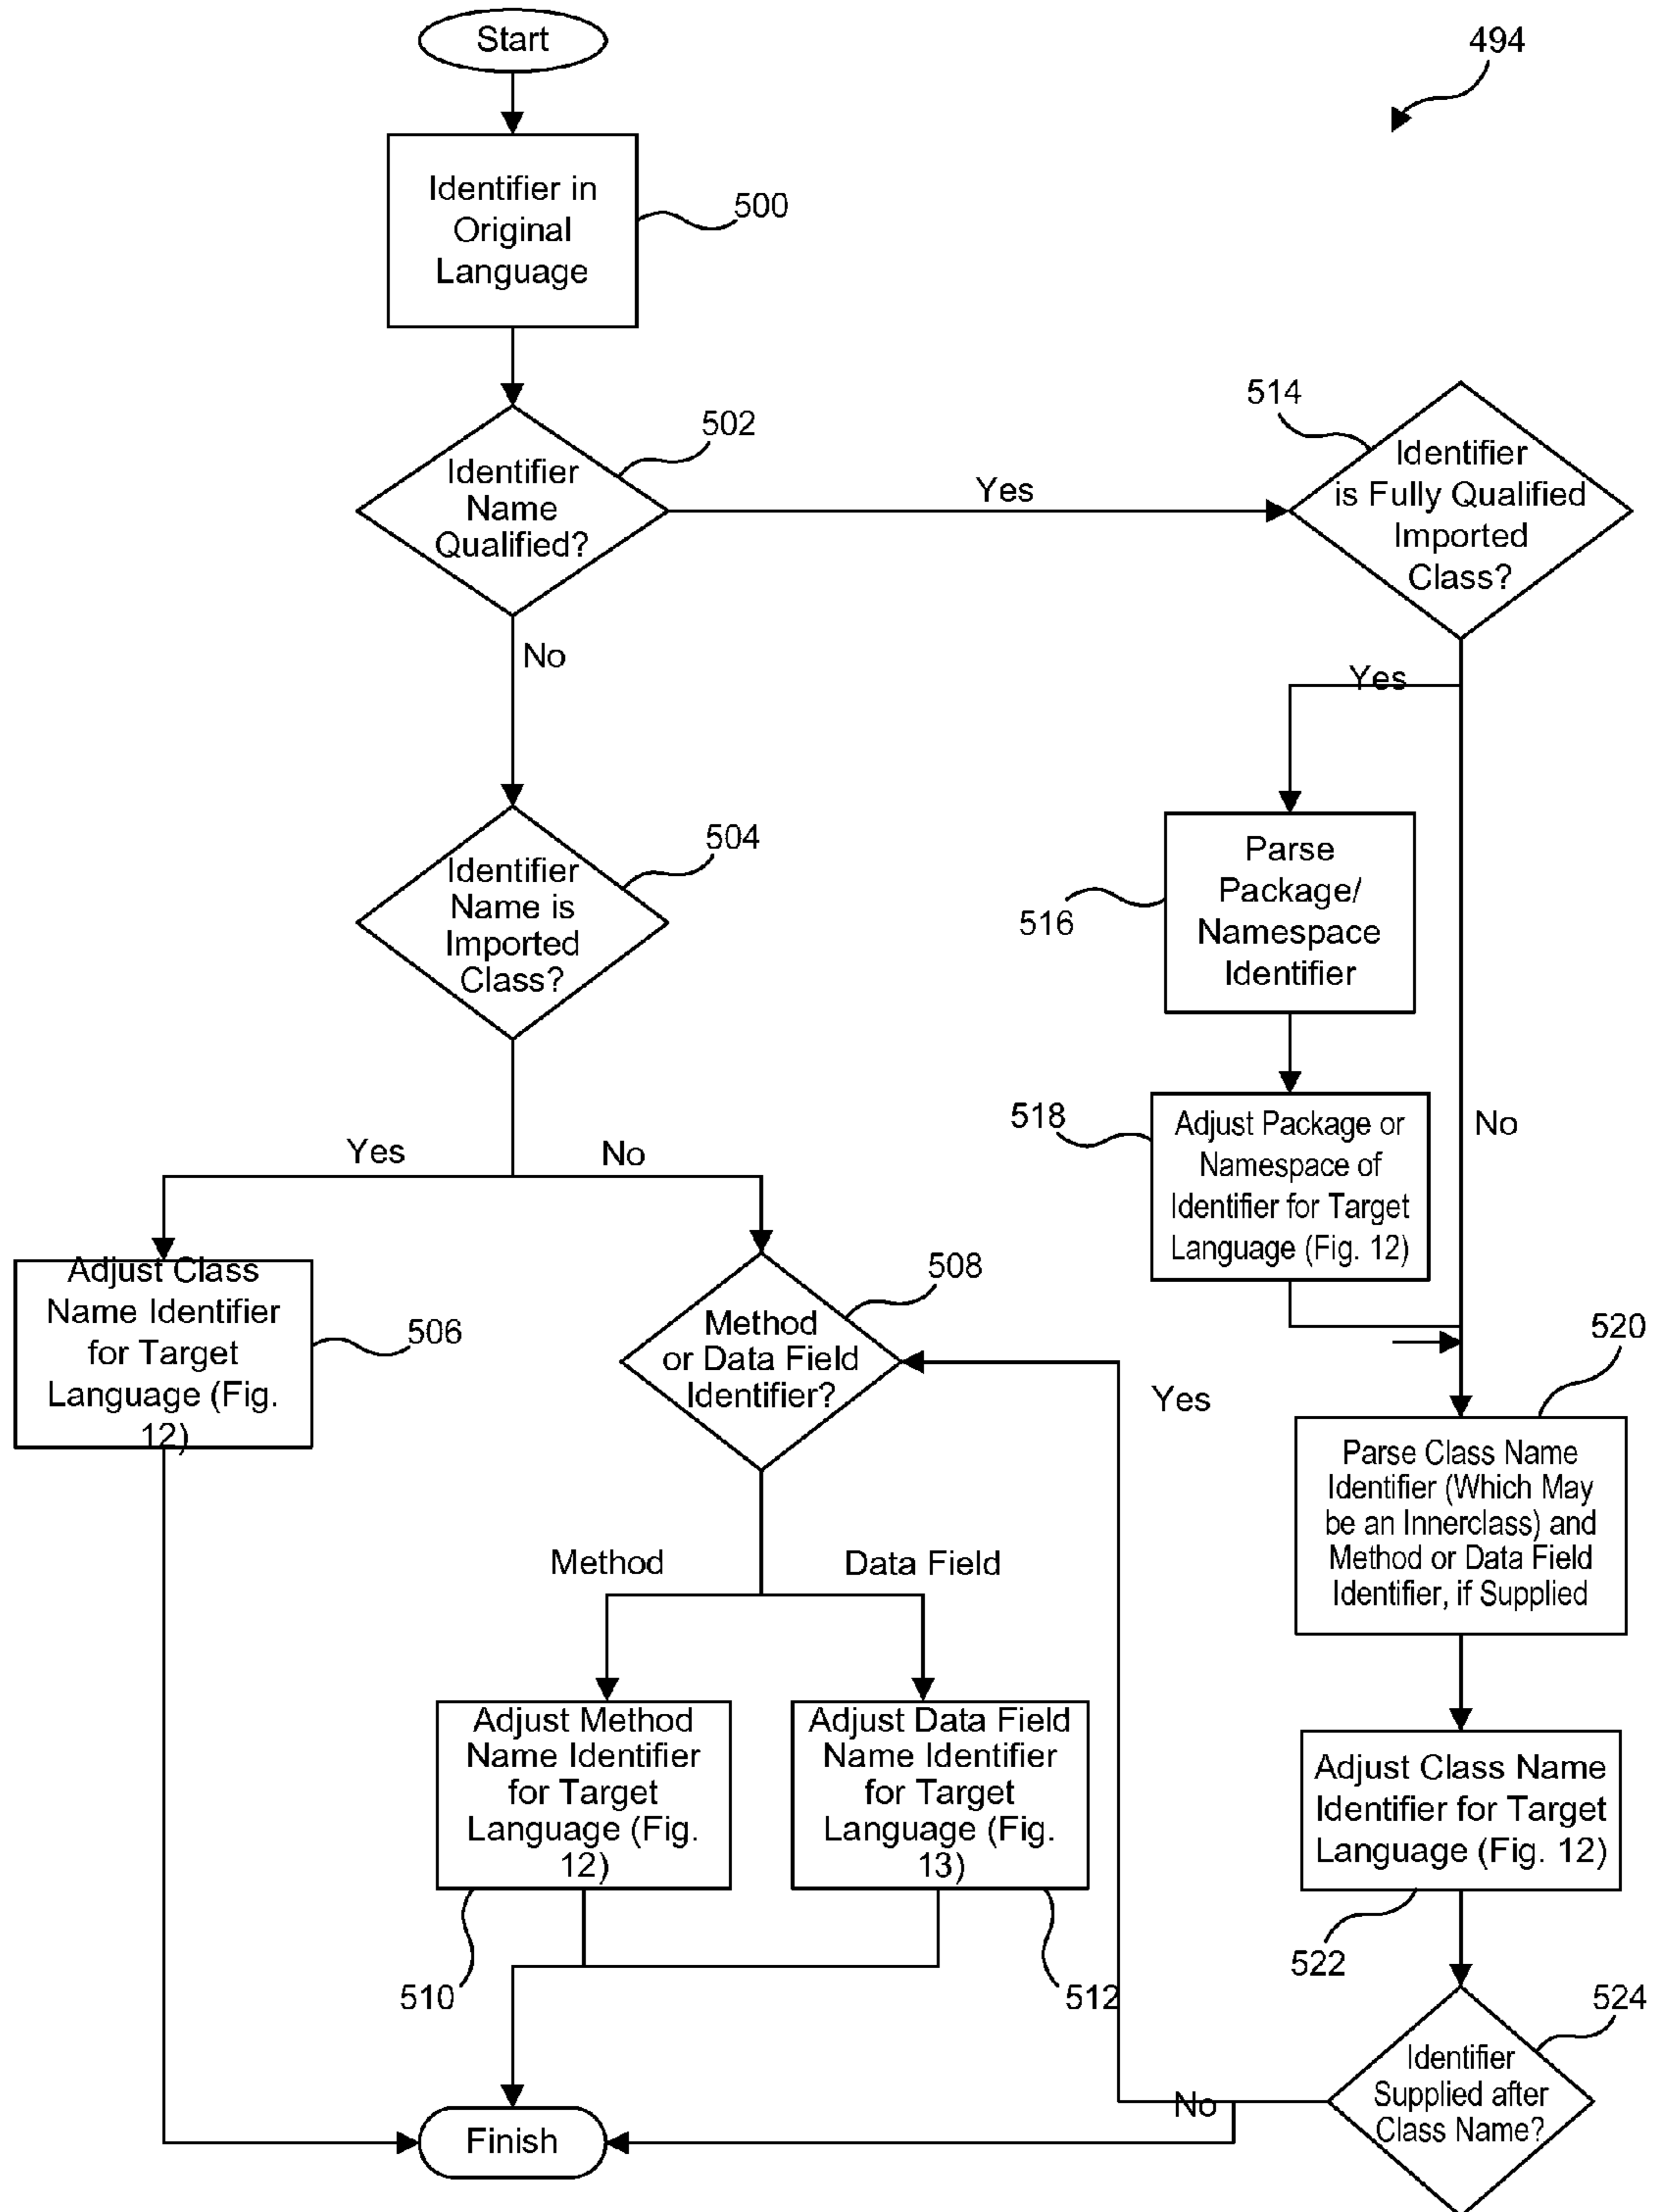 Start
494
Identifier in
Original
Language
500
502
Identifier
Name
Qualified?
Yes
514
Identifier
is Fully Qualified
Imported
Class?
No
Yes
504
Identifier
Name is
Imported
Class?
Parse
Package/
Namespace
Identifier
516
518
Adjust Package or
Namespace of
Identifier for Target
Language (Fig. 12)
No
Yes
No
Adjust Class
Name Identifier
for Target
Language (Fig.
12)
506
508
Method
or Data Field
Identifier?
Yes
520
Parse Class Name
Identifier (Which May
be an Innerclass) and
Method or Data Field
Identifier, if Supplied
Method
Data Field
Adjust Method
Name Identifier
for Target
Language (Fig.
12)
Adjust Data Field
Name Identifier
for Target
Language (Fig.
13)
Adjust Class Name
Identifier for Target
Language (Fig. 12)
510
512
522
524
Identifier
Supplied after
Class Name?
No
Finish